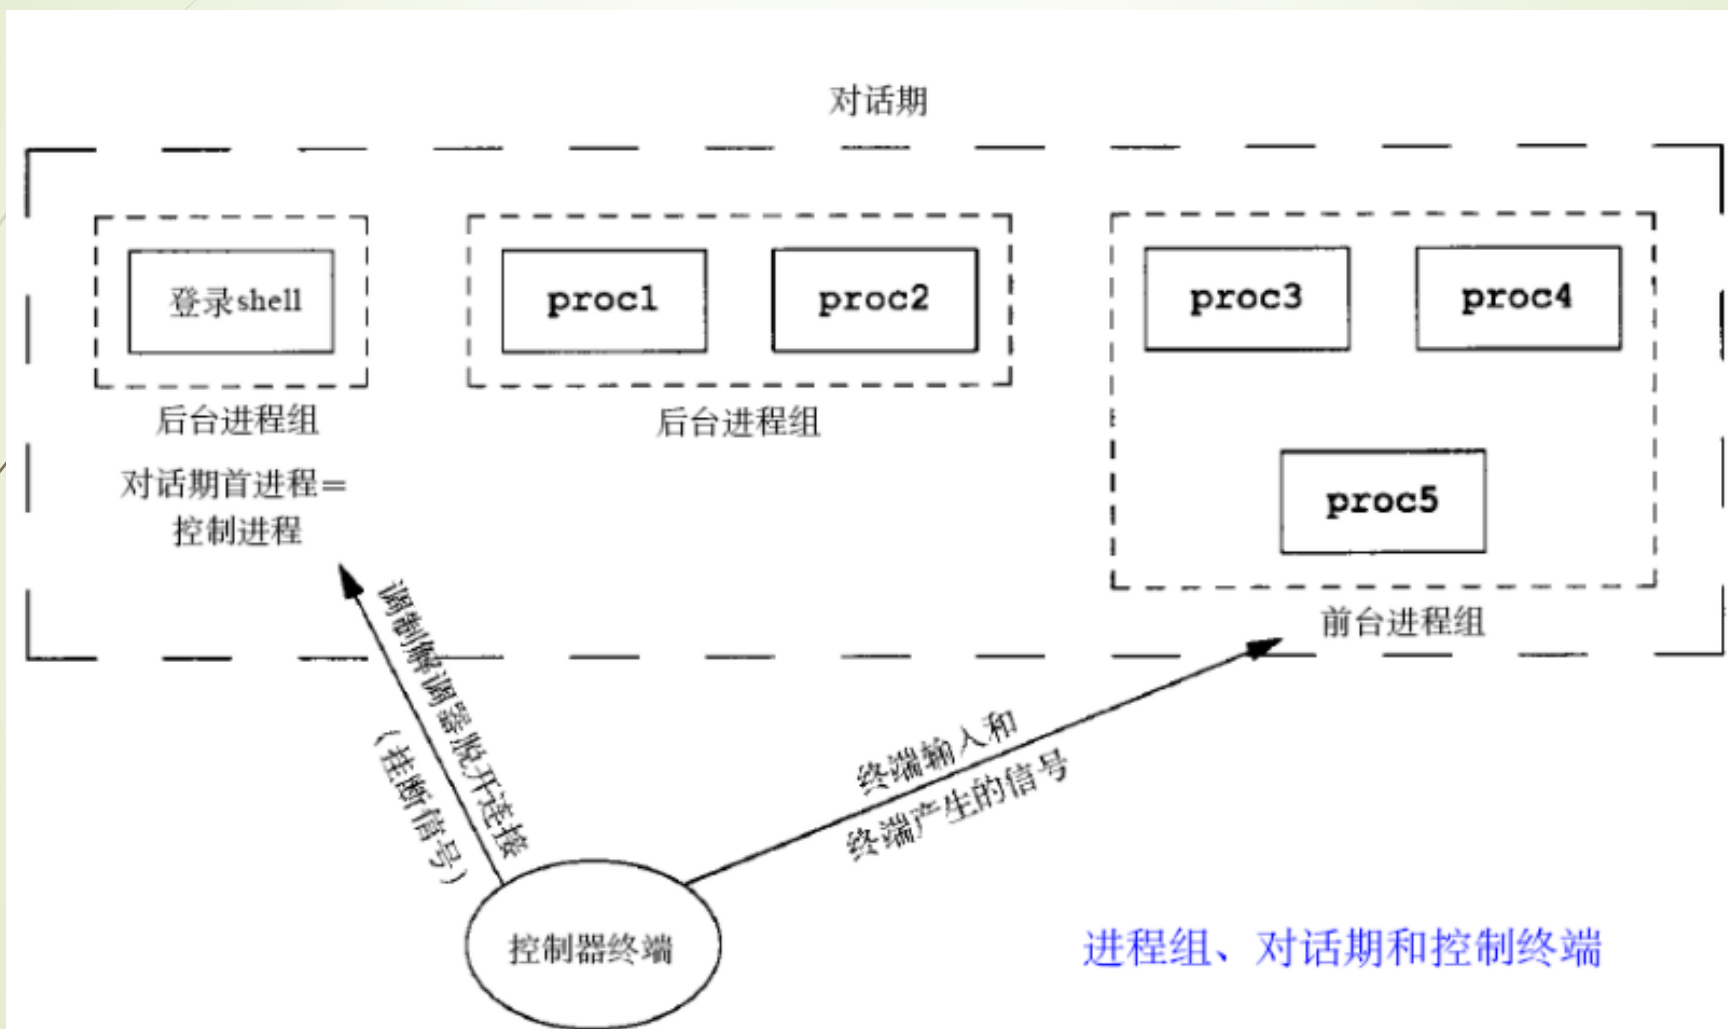 对话期
登录shell
proc1
proc2
proc3
proc4
后台进程组
后台进程组
对话期首进程=
控制进程
proc5
前台进程组
调制解调器脱开连接
(挂断信号)
终端输入和
终端产生的信号
控制器终端
进程组、对话期和控制终端